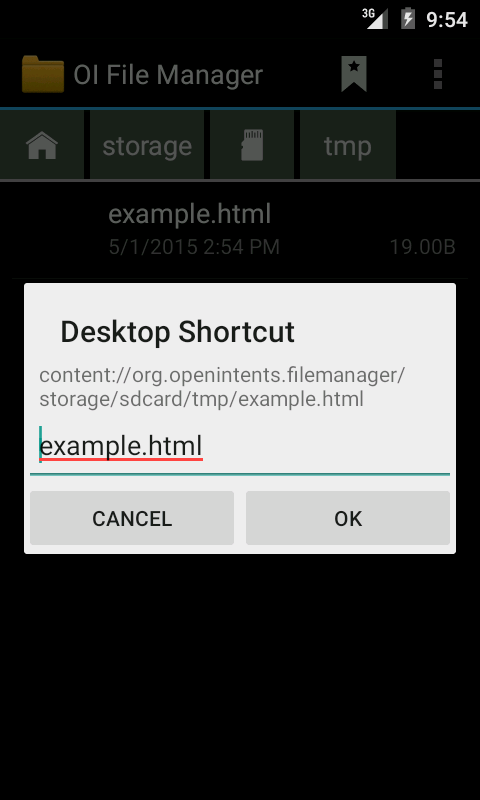 3G 9:54
OI File Manager
storage tmp
example.html
5/1/2015 2:54 PM 19.00B
Desktop Shortcut
content://org.openintents.filemanager/
storage/sdcard/tmp/example.html
example.html
CANCEL OK